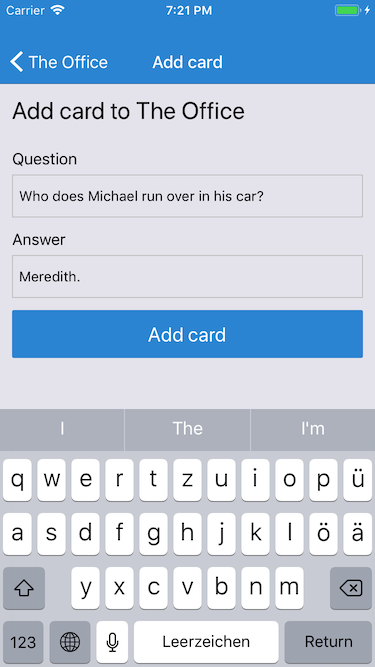 Carrier 7:21 PM
The Office Add card
Add card to The Office
Question
Who does Michael run over in his car?
Answer
Meredith.
Add card
I The I'm
q w e r t z u i o p ü
a s d f g h j k l ö ä
y x c v b n m
123 Leerzeichen Return